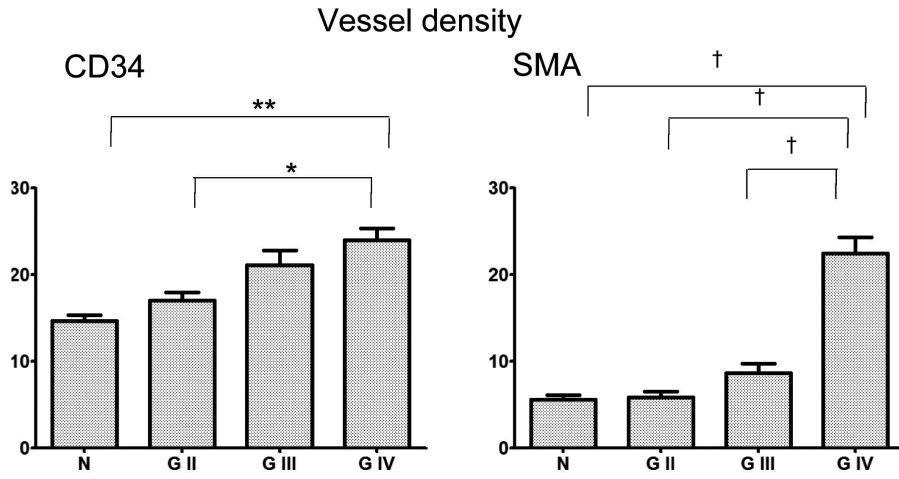 Vessel density
CD34
**
*
30
20
10
0
N G II G III G IV
SMA
†
†
†
30
20
10
0
N G II G III G IV